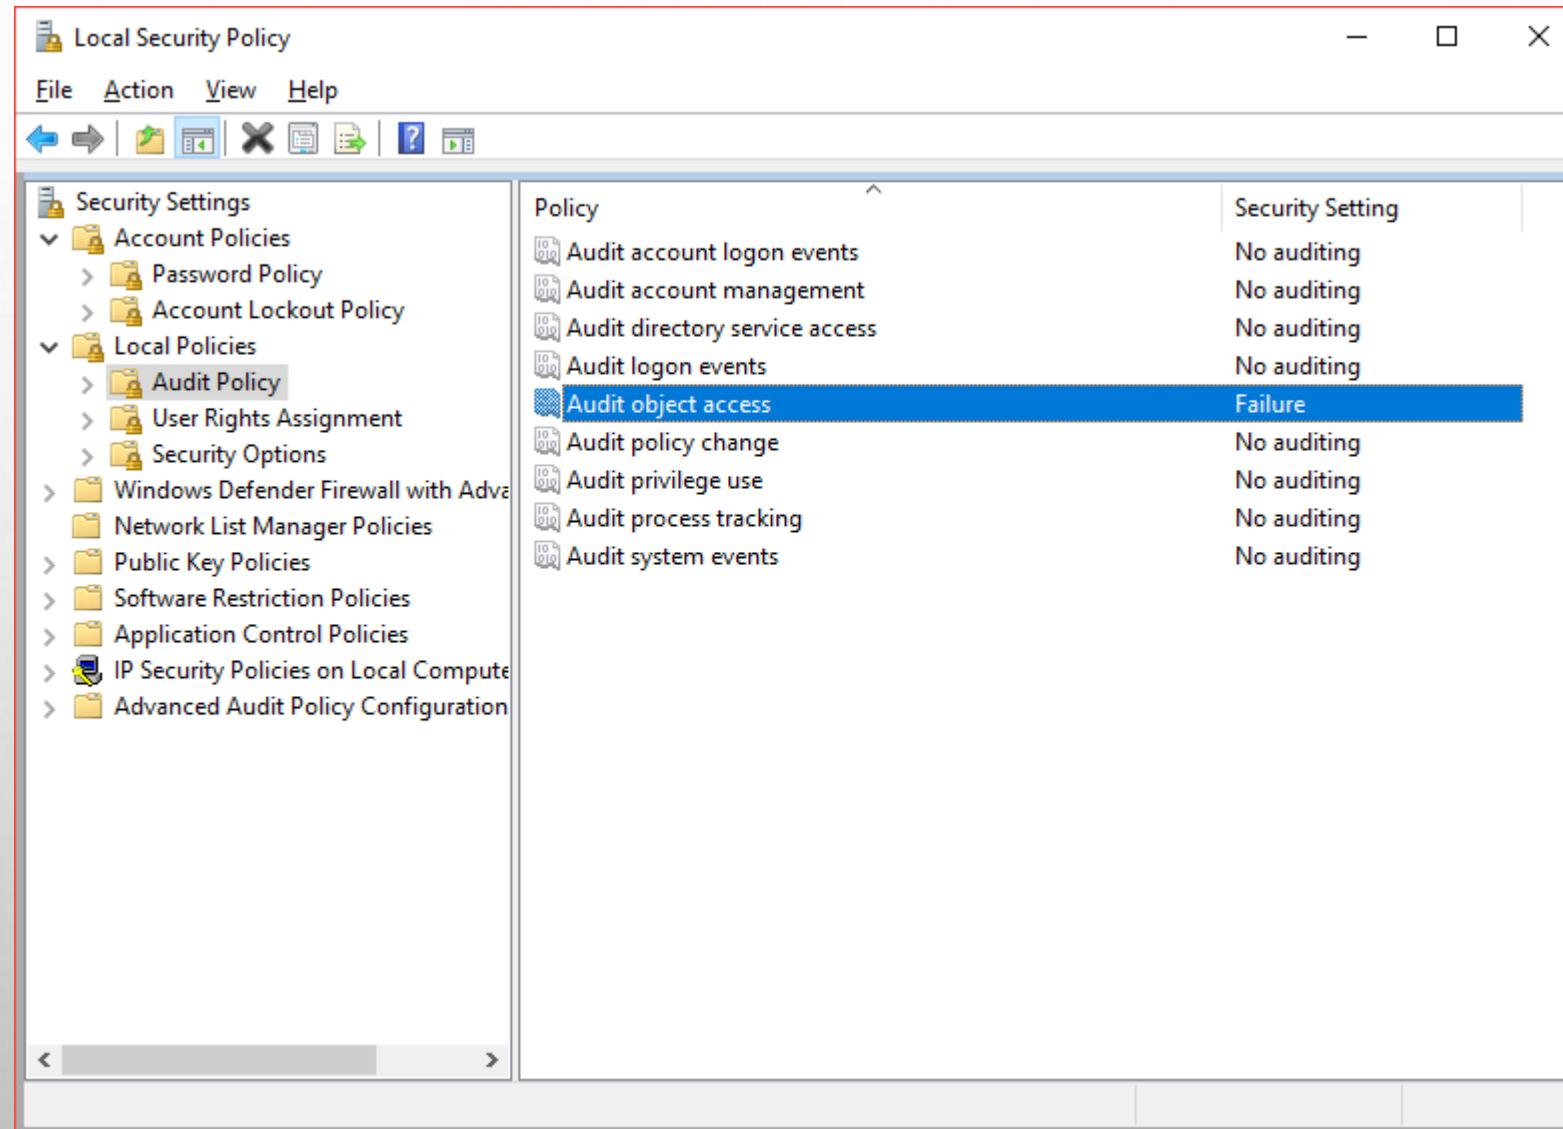 Local Security Policy
File Action View Help
Security Settings
Account Policies
Password Policy
Account Lockout Policy
Local Policies
Audit Policy
User Rights Assignment
Security Options
Windows Defender Firewall with Adva
Network List Manager Policies
Public Key Policies
Software Restriction Policies
Application Control Policies
IP Security Policies on Local Compute
Advanced Audit Policy Configuration
Policy Security Setting
Audit account logon events No auditing
Audit account management No auditing
Audit directory service access No auditing
Audit logon events No auditing
Audit object access Failure
Audit policy change No auditing
Audit privilege use No auditing
Audit process tracking No auditing
Audit system events No auditing